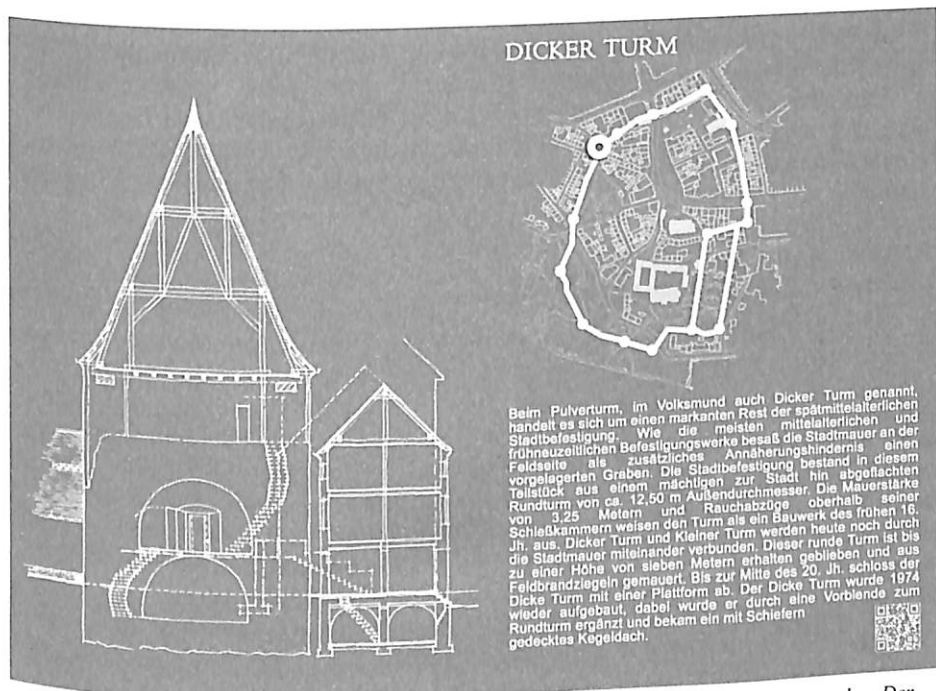 DICKER TURM
Beim Pulverturm, im Volksmund auch Dicker Turm genannt,
handelt es sich um einen markanten Rest der spätmittelalterlichen
Stadtbefestigung. Wie die meisten mittelalterlichen und
frühneuzeitlichen Befestigungswerke besaß die Stadtmauer an der
Feldseite als zusätzliches Annäherungshindernis einen
vorgelagerten Graben. Die Stadtbefestigung bestand in diesem
Teilstück aus einem mächtigen zur Stadt hin abgeflachten
Rundturm von ca. 12,50 m Außendurchmesser. Die Mauerstärke
von 3,25 Metern und Rauchabzüge oberhalb seiner
Schießkammern weisen den Turm als ein Bauwerk des frühen 16.
Jh. aus. Dicker Turm und Kleiner Turm werden heute noch durch
die Stadtmauer miteinander verbunden. Dieser runde Turm ist bis
zu einer Höhe von sieben Metern erhalten geblieben und aus
Feldbrandziegeln gemauert. Bis zur Mitte des 20. Jh. schloss der
Dicke Turm mit einer Plattform ab. Der Dicke Turm wurde 1974
wieder aufgebaut, dabei wurde er durch eine Vorblende zum
Rundturm ergänzt und bekam ein mit Schiefern
gedecktes Kegeldach.
Der